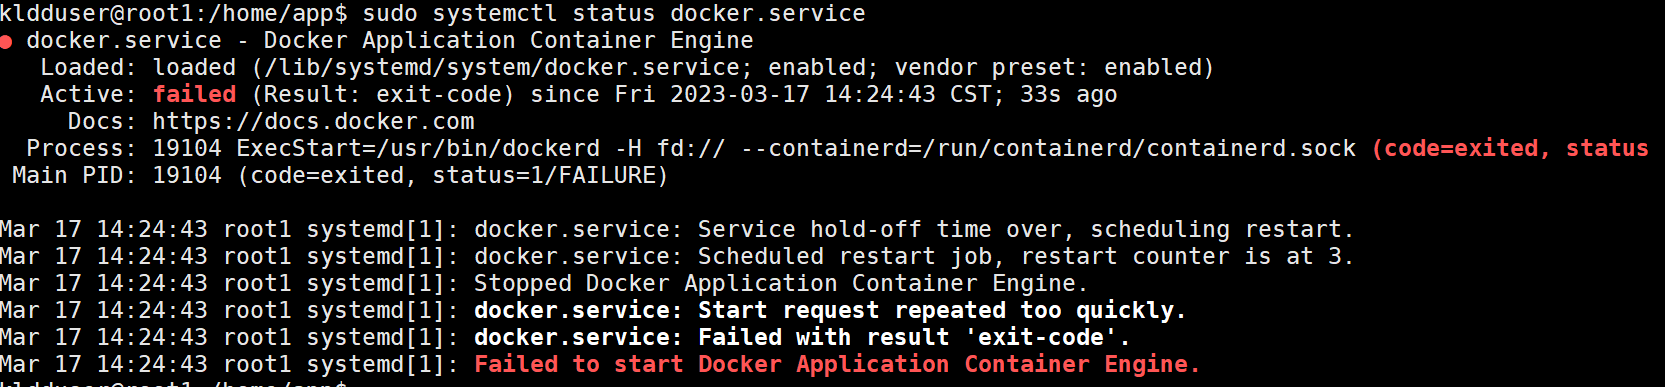 kldduser@root1:/home/app$ sudo systemctl status docker.service
● docker.service - Docker Application Container Engine
   Loaded: loaded (/lib/systemd/system/docker.service; enabled; vendor preset: enabled)
   Active: failed (Result: exit-code) since Fri 2023-03-17 14:24:43 CST; 33s ago
     Docs: https://docs.docker.com
  Process: 19104 ExecStart=/usr/bin/dockerd -H fd:// --containerd=/run/containerd/containerd.sock (code=exited, status
 Main PID: 19104 (code=exited, status=1/FAILURE)

Mar 17 14:24:43 root1 systemd[1]: docker.service: Service hold-off time over, scheduling restart.
Mar 17 14:24:43 root1 systemd[1]: docker.service: Scheduled restart job, restart counter is at 3.
Mar 17 14:24:43 root1 systemd[1]: Stopped Docker Application Container Engine.
Mar 17 14:24:43 root1 systemd[1]: docker.service: Start request repeated too quickly.
Mar 17 14:24:43 root1 systemd[1]: docker.service: Failed with result 'exit-code'.
Mar 17 14:24:43 root1 systemd[1]: Failed to start Docker Application Container Engine.
kldduser@root1:/home/app$